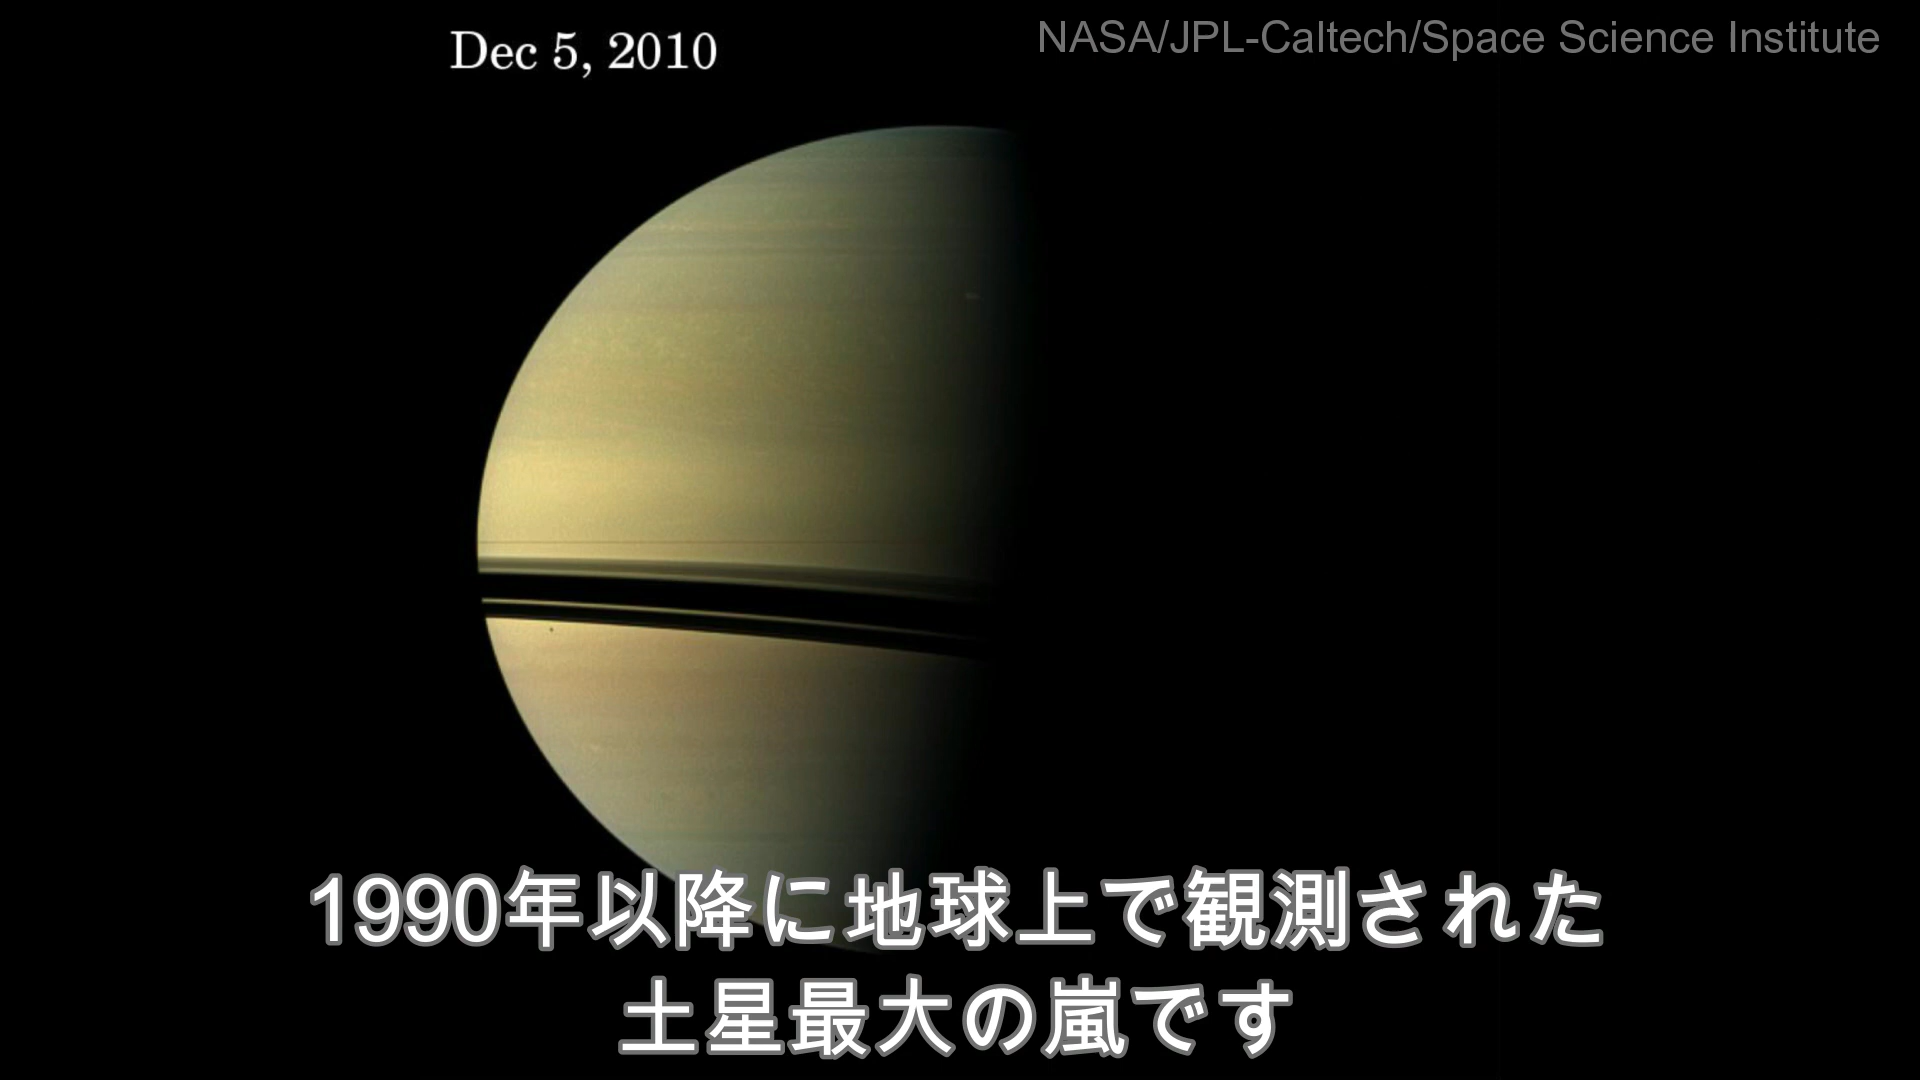 Dec 5, 2010
NASA/JPL-Caltech/Space Science Institute
1990年以降に地球上で観測された
土星最大の嵐です